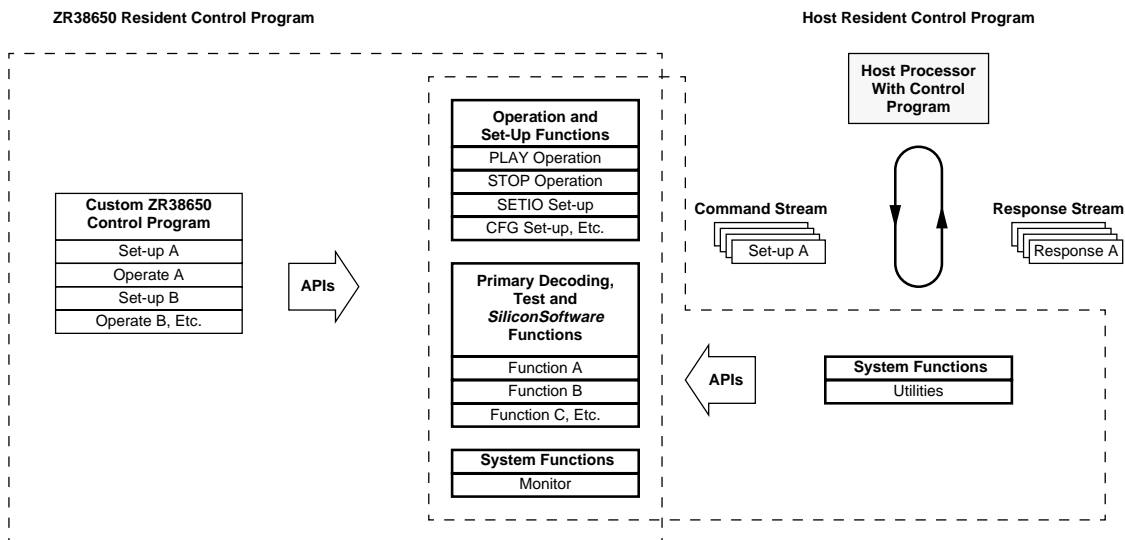 ZR38650 Resident Control Program
Host Resident Control Program
Custom ZR38650
Control Program
Set-up A
Operate A
Set-up B
Operate B, Etc.
APIs
Operation and
Set-Up Functions
PLAY Operation
STOP Operation
SETIO Set-up
CFG Set-up, Etc.
Primary Decoding,
Test and
SiliconSoftware
Functions
Function A
Function B
Function C, Etc.
System Functions
Monitor
Host Processor
With Control
Program
Command Stream
Set-up A
Response Stream
Response A
APIs
System Functions
Utilities